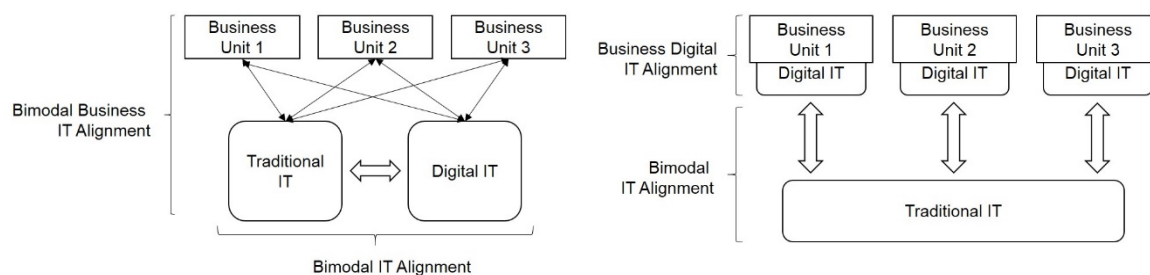 Business
Unit 1
Business
Unit 2
Business
Unit 3
Bimodal Business
IT Alignment
Traditional
IT
Digital IT
Bimodal IT Alignment
Business Digital
IT Alignment
Business
Unit 1
Digital IT
Business
Unit 2
Digital IT
Business
Unit 3
Digital IT
Bimodal
IT Alignment
Traditional IT